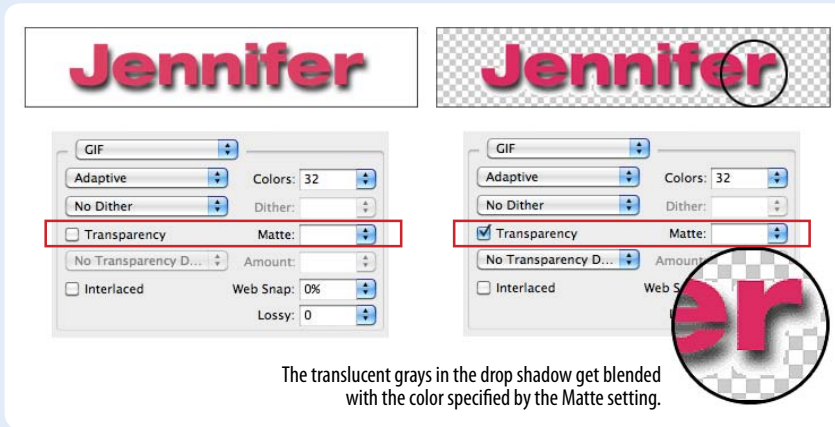 Jennifer
Jennifer
GIF
Adaptive
Colors: 32
No Dither
Dither:
Transparency
Matte:
No Transparency D...
Amount:
Interlaced
Web Snap: 0%
Lossy: 0
GIF
Adaptive
Colors: 32
No Dither
Dither:
Transparency
Matte:
No Transparency D...
Interlaced
Web
er
The translucent grays in the drop shadow get blended
with the color specified by the Matte setting.